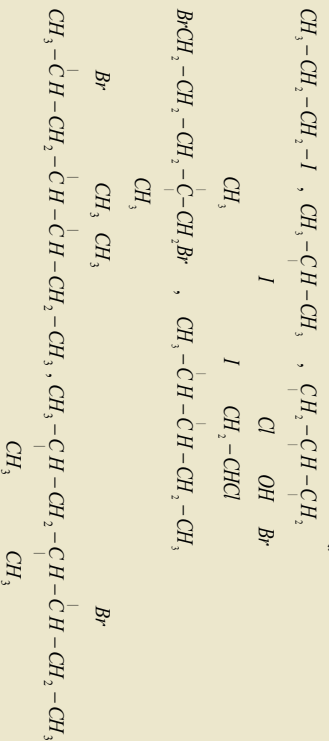 CH₃ – CH₂ – CH₂ – I , CH₃ – CH – CH₃ , CH₂ – CH – CH₂
I Cl OH Br
CH₃ I CH₂ – CHCl
BrCH₂ – CH₂ – CH₂ – C – CH₂Br , CH₃ – CH – CH – CH₂ – CH₃
CH₃
Br CH₃ CH₃ Br
CH₃ – CH – CH₂ – CH – CH – CH₂ – CH₃ , CH₃ – CH – CH₂ – CH – CH – CH₂ – CH₃
CH₃ CH₃